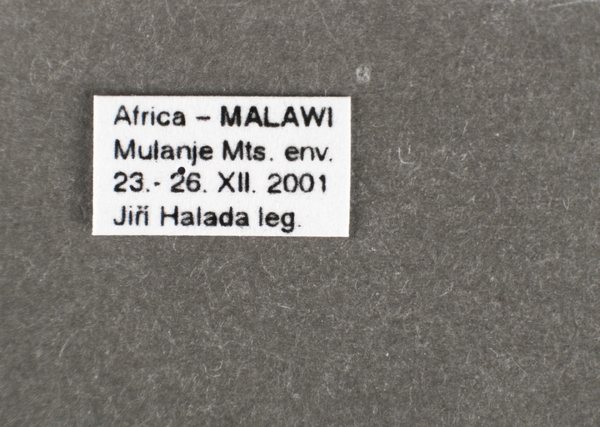 Africa – MALAWI
Mulanje Mts. env.
23.- 26. XII. 2001
Jiří Halada leg.